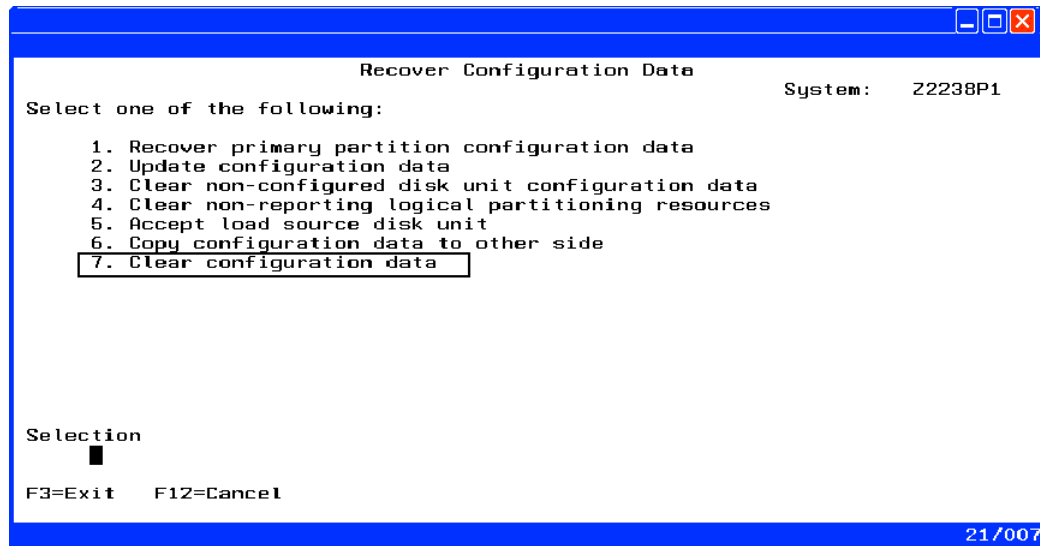 Recover Configuration Data
System: Z2238P1
Select one of the following:
1. Recover primary partition configuration data
2. Update configuration data
3. Clear non-configured disk unit configuration data
4. Clear non-reporting logical partitioning resources
5. Accept load source disk unit
6. Copy configuration data to other side
7. Clear configuration data
Selection
F3=Exit F12=Cancel
21/007